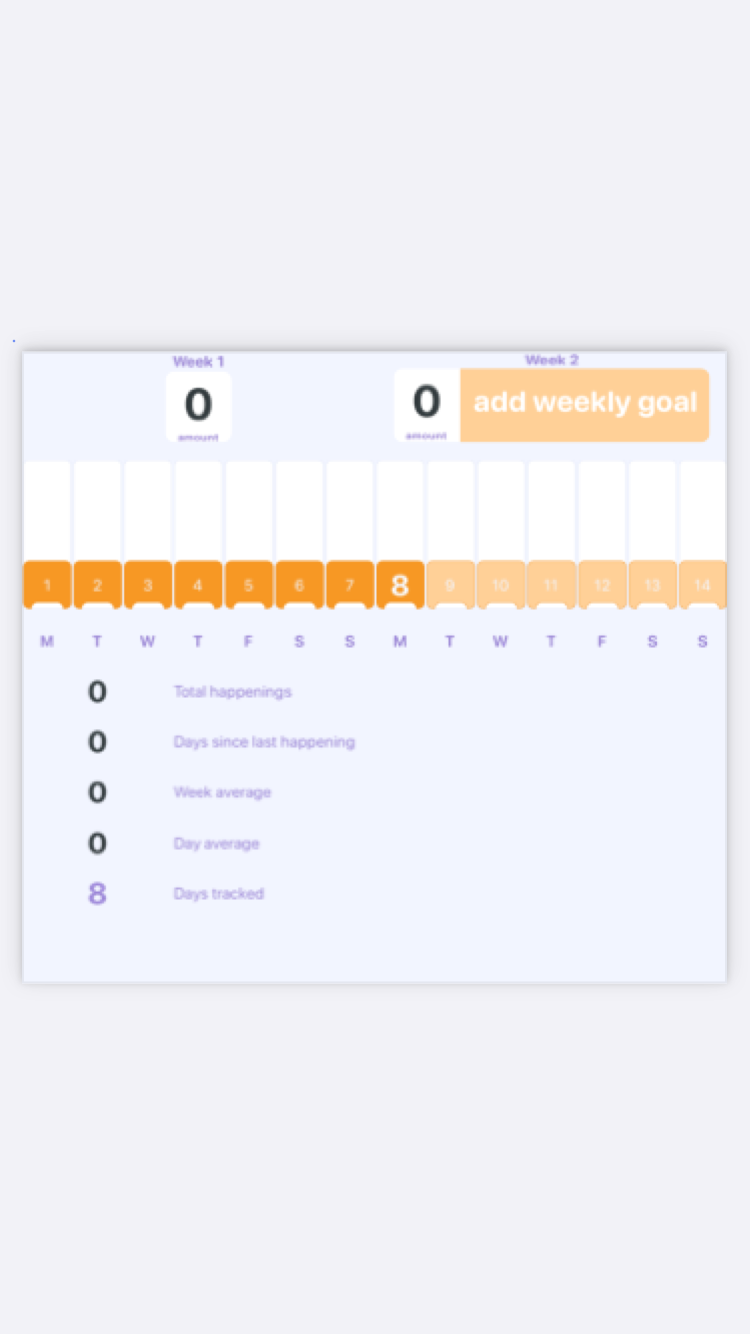 Week 1 Week 2
0 0 add weekly goal
amount amount
1 2 3 4 5 6 7 8 9 10 11 12 13 14
M T W T F S S M T W T F S S
0 Total happenings
0 Days since last happening
0 Week average
0 Day average
8 Days tracked